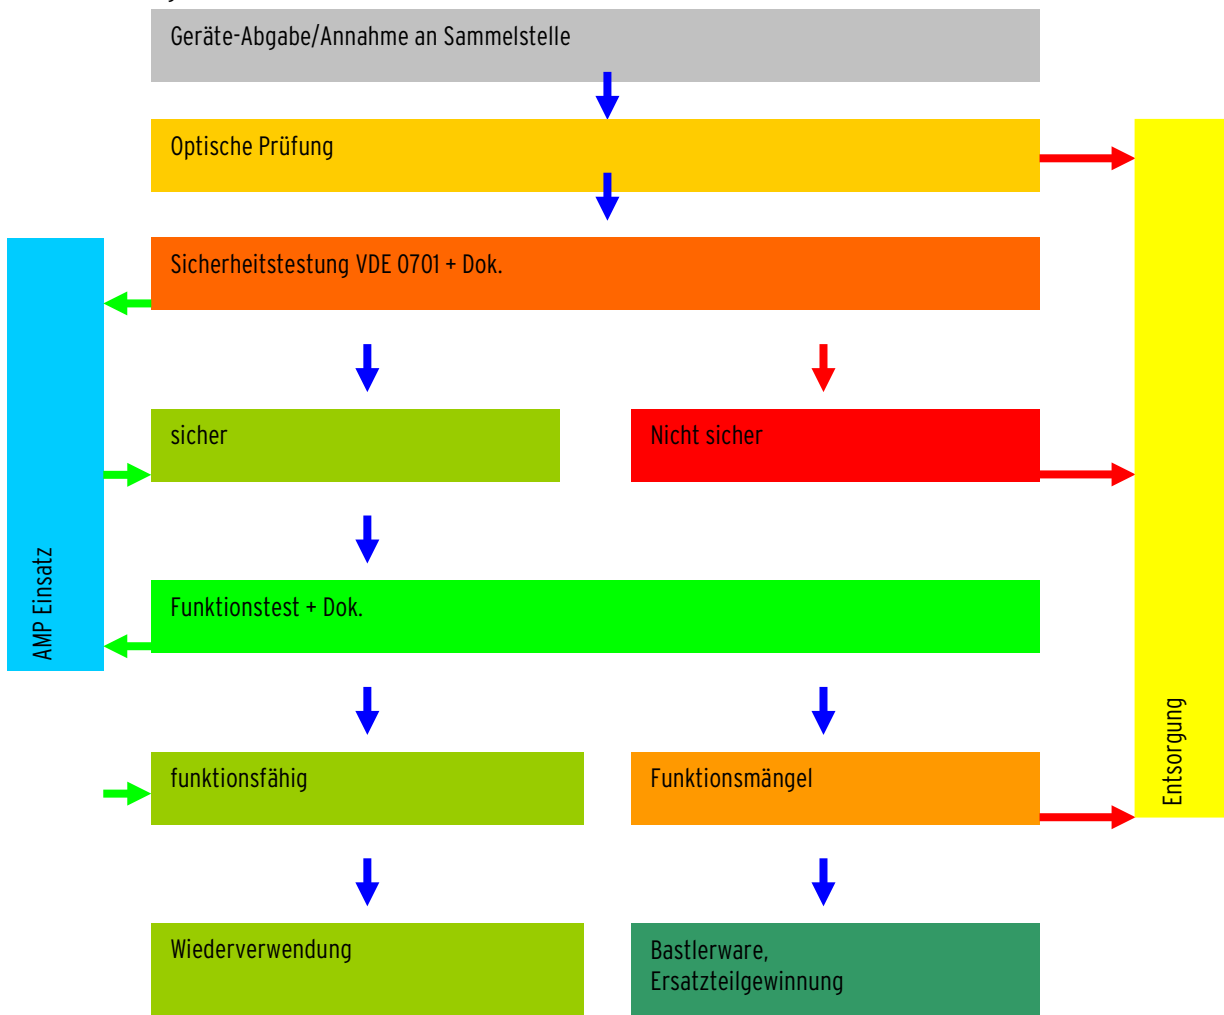 Geräte-Abgabe/Annahme an Sammelstelle
Optische Prüfung
Sicherheitstestung VDE 0701 + Dok.
sicher
Nicht sicher
AMP Einsatz
Funktionstest + Dok.
funktionsfähig
Funktionsmängel
Entsorgung
Wiederverwendung
Bastlerware,
Ersatzteilgewinnung